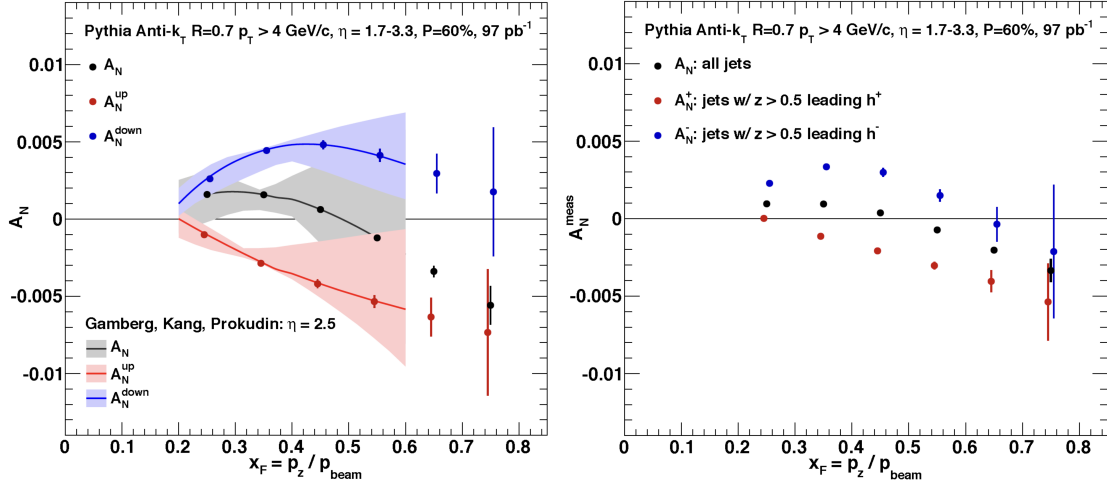 Pythia Anti-k_T R=0.7 p_T > 4 GeV/c, η = 1.7-3.3, P=60%, 97 pb⁻¹
A_N
A_N^up
A_N^down
Gamberg, Kang, Prokudin: η = 2.5
A_N
A_N^up
A_N^down
A_N
0.01
0.005
0
-0.005
-0.01
0 0.1 0.2 0.3 0.4 0.5 0.6 0.7 0.8
x_F = p_z / p_beam
Pythia Anti-k_T R=0.7 p_T > 4 GeV/c, η = 1.7-3.3, P=60%, 97 pb⁻¹
A_N: all jets
A_N^+: jets w/ z > 0.5 leading h^+
A_N^-: jets w/ z > 0.5 leading h^-
A_N^meas
0.01
0.005
0
-0.005
-0.01
0 0.1 0.2 0.3 0.4 0.5 0.6 0.7 0.8
x_F = p_z / p_beam